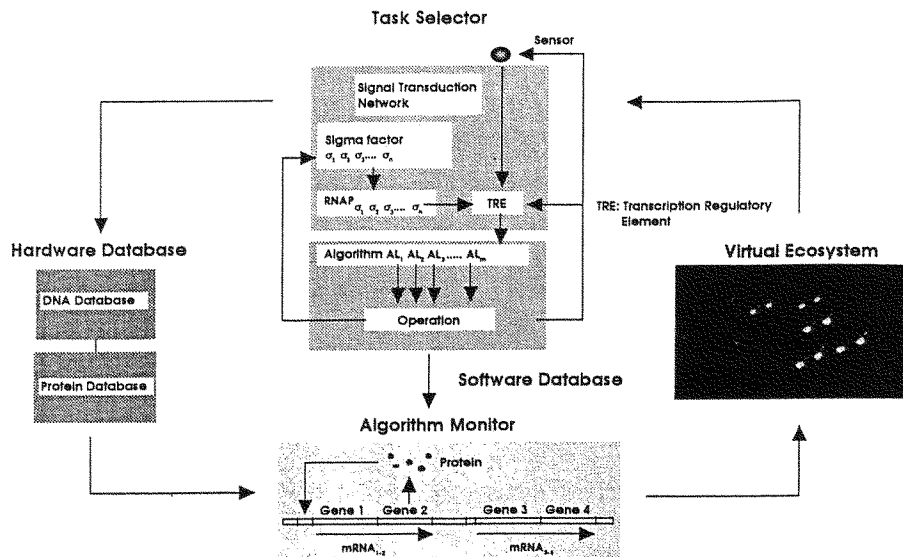 Task Selector
Sensor
Signal Transduction
Network
Sigma factor
σ₁ σ₂ σ₃.... σₙ
RNAP σ₁ σ₂ σ₃.... σₙ
TRE
TRE: Transcription Regulatory
Element
Algorithm AL₁ AL₂ AL₃ ..... ALₘ
Operation
Hardware Database
DNA Database
Protein Database
Virtual Ecosystem
Software Database
Algorithm Monitor
Protein
Gene 1 Gene 2 Gene 3 Gene 4
mRNA₁₋₂ mRNA₃₋₄